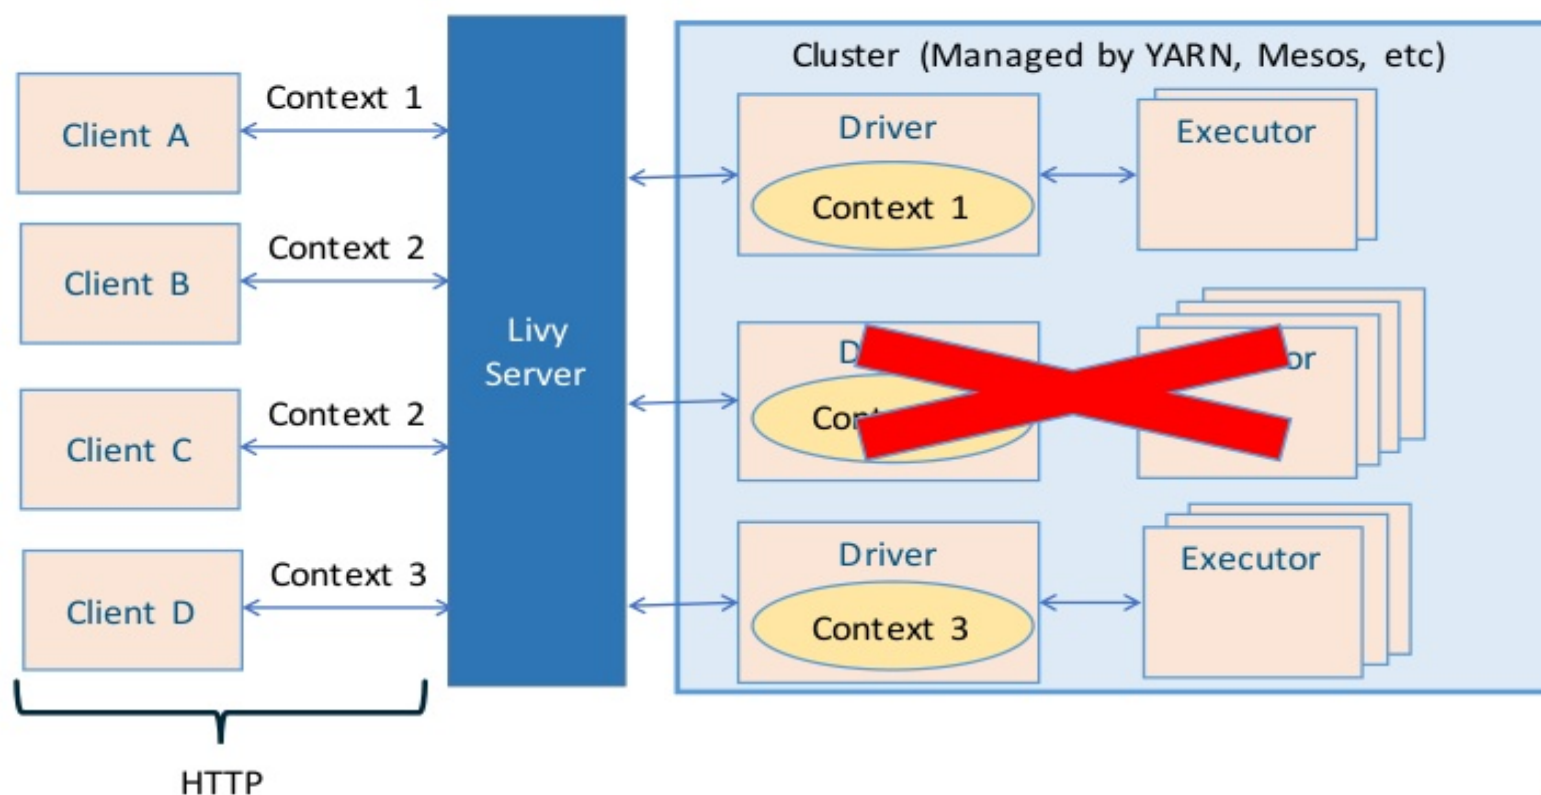 Cluster (Managed by YARN, Mesos, etc)
Client A
Context 1
Driver
Context 1
Executor
Client B
Context 2
Livy
Server
Client C
Context 2
Client D
Context 3
Driver
Context 3
Executor
HTTP